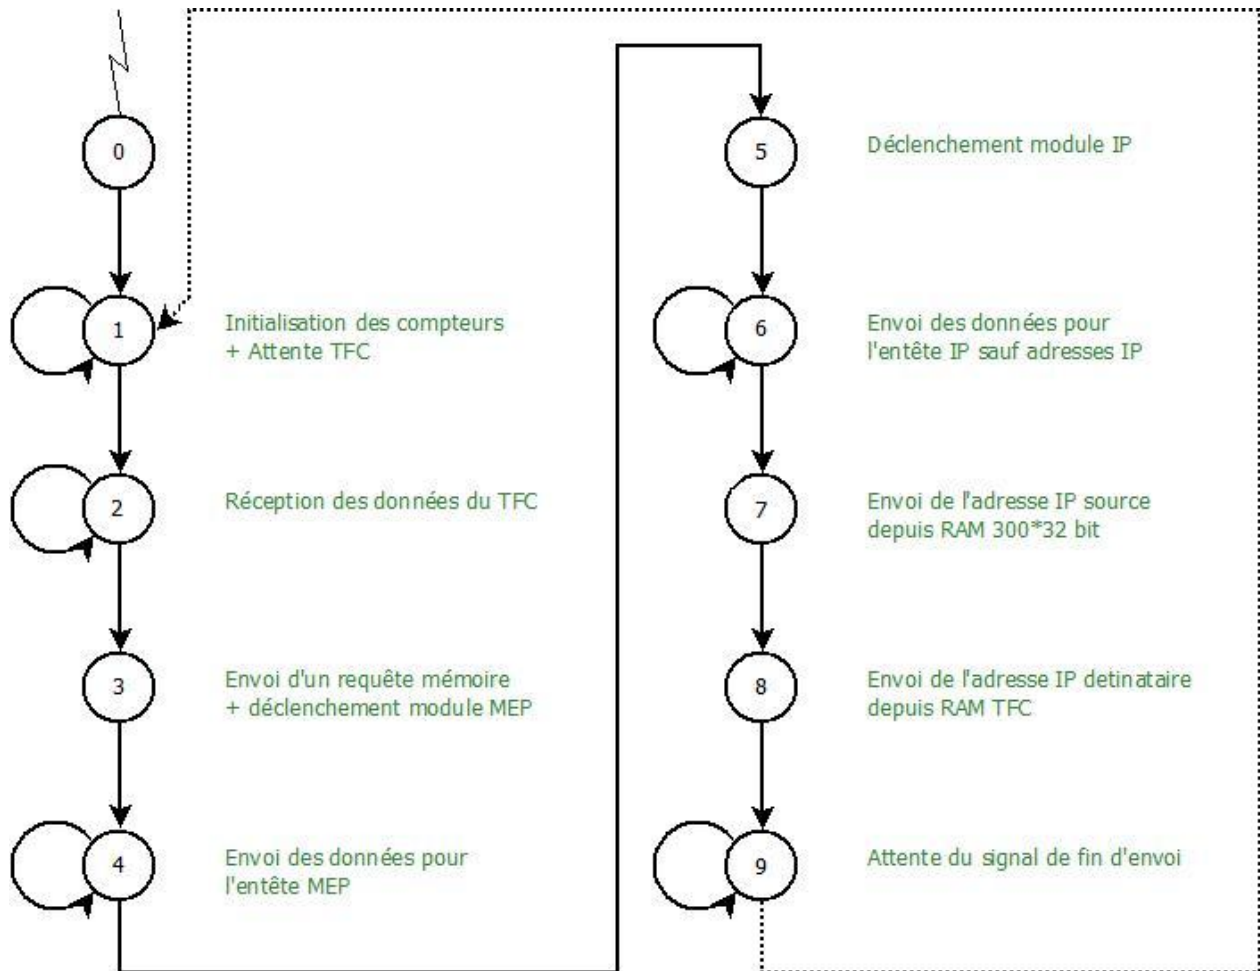 0
1
Initialisation des compteurs
+ Attente TFC
2
Réception des données du TFC
3
Envoi d'un requête mémoire
+ déclenchement module MEP
4
Envoi des données pour
l'entête MEP
5
Déclenchement module IP
6
Envoi des données pour
l'entête IP sauf adresses IP
7
Envoi de l'adresse IP source
depuis RAM 300*32 bit
8
Envoi de l'adresse IP detinataire
depuis RAM TFC
9
Attente du signal de fin d'envoi